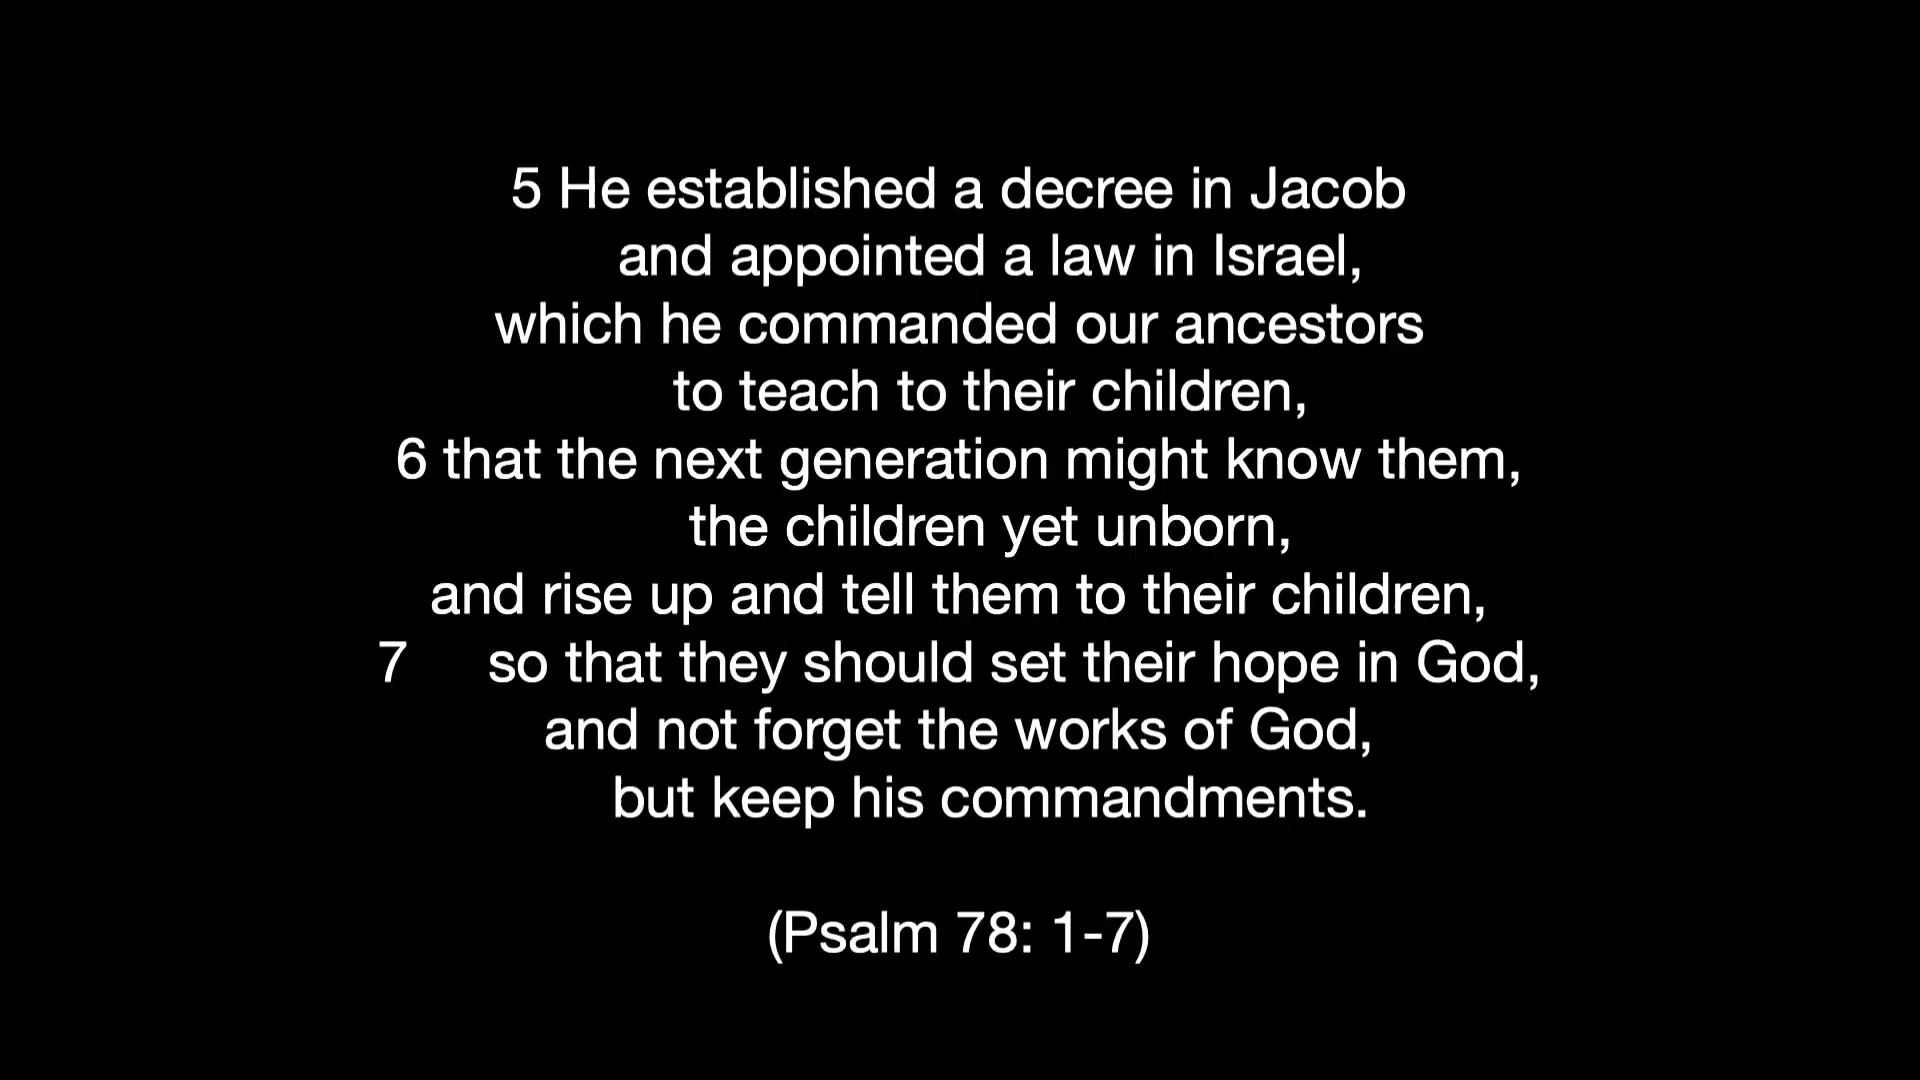 5 He established a decree in Jacob
and appointed a law in Israel,
which he commanded our ancestors
to teach to their children,
6 that the next generation might know them,
the children yet unborn,
and rise up and tell them to their children,
7 so that they should set their hope in God,
and not forget the works of God,
but keep his commandments.
(Psalm 78: 1-7)